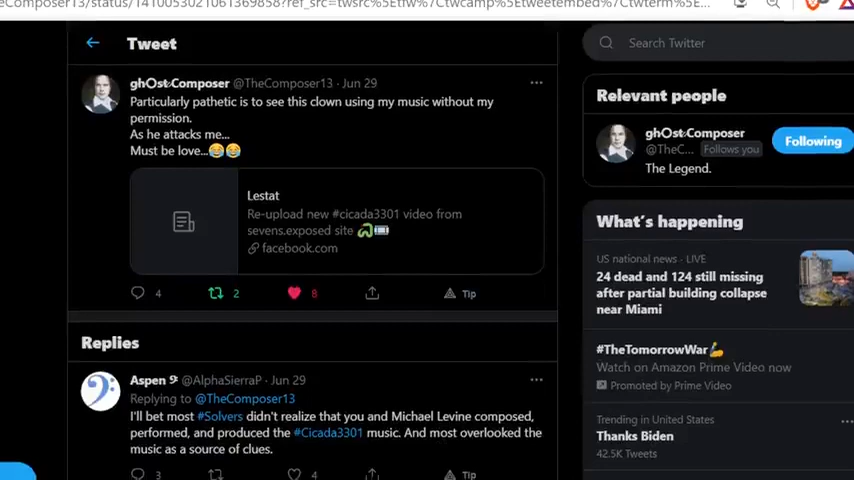 eComposer13/status/1410053021061369858?ref_src=twsrc%5Etfw%7Ctwcamp%5Etweetembed%7Ctwterm%5E...
Tweet
ghOstComposer @TheComposer13 · Jun 29
Particularly pathetic is to see this clown using my music without my
permission.
As he attacks me...
Must be love...😂😂
Lestat
Re-upload new #cicada3301 video from
sevens.exposed site
facebook.com
4
2
8
Tip
Replies
Aspen 𝄢 @AlphaSierraP · Jun 29
Replying to @TheComposer13
I'll bet most #Solvers didn't realize that you and Michael Levine composed,
performed, and produced the #Cicada3301 music. And most overlooked the
music as a source of clues.
3
4
Tip
Search Twitter
Relevant people
ghOstComposer
@TheC... Follows you
Following
The Legend.
What's happening
US national news · LIVE
24 dead and 124 still missing
after partial building collapse
near Miami
#TheTomorrowWar💪
Watch on Amazon Prime Video now
Promoted by Prime Video
Trending in United States
Thanks Biden
42.5K Tweets